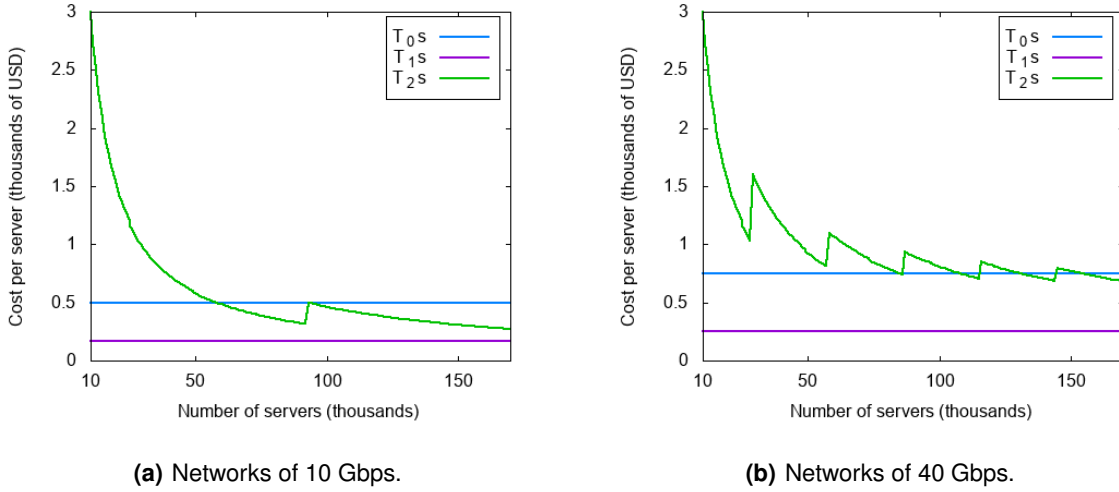 3
2.5
2
1.5
1
0.5
0
10
50
100
150
Cost per server (thousands of USD)
Number of servers (thousands)
T0s
T1s
T2s
(a) Networks of 10 Gbps.
3
2.5
2
1.5
1
0.5
0
10
50
100
150
Cost per server (thousands of USD)
Number of servers (thousands)
T0s
T1s
T2s
(b) Networks of 40 Gbps.